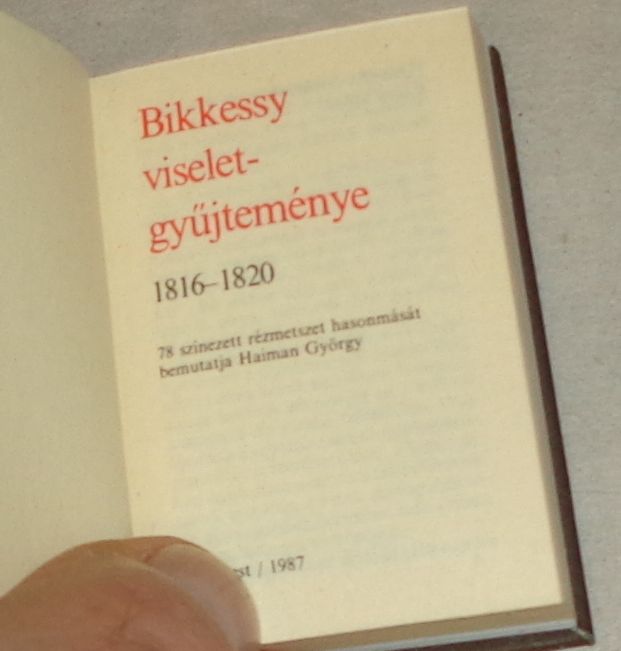 Bikkessy
viselet-
gyűjteménye
1816–1820
78 színezett rézmetszet hasonmását
bemutatja Haiman György
/ 1987